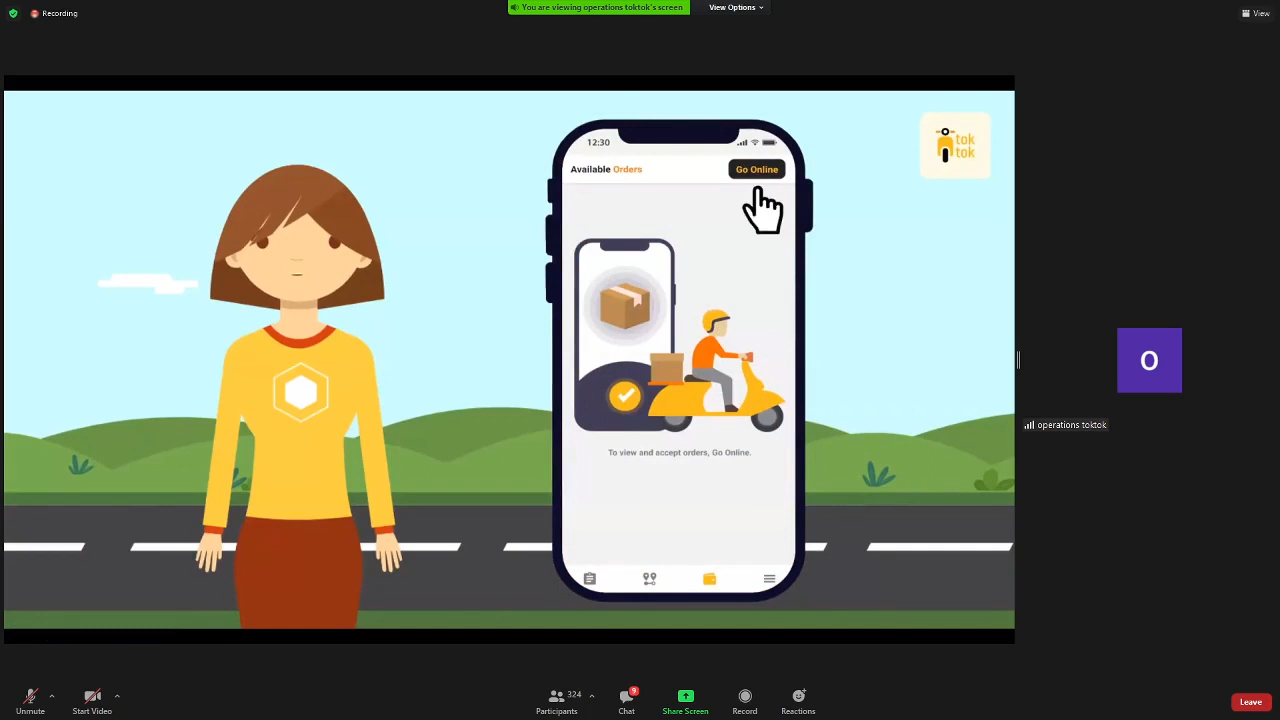 Recording
You are viewing operations toktok's screen
View Options
View
12:30
Available Orders
Go Online
tok
tok
To view and accept orders, Go Online.
O
operations toktok
Unmute
Start Video
324
Participants
9
Chat
Share Screen
Record
Reactions
Leave